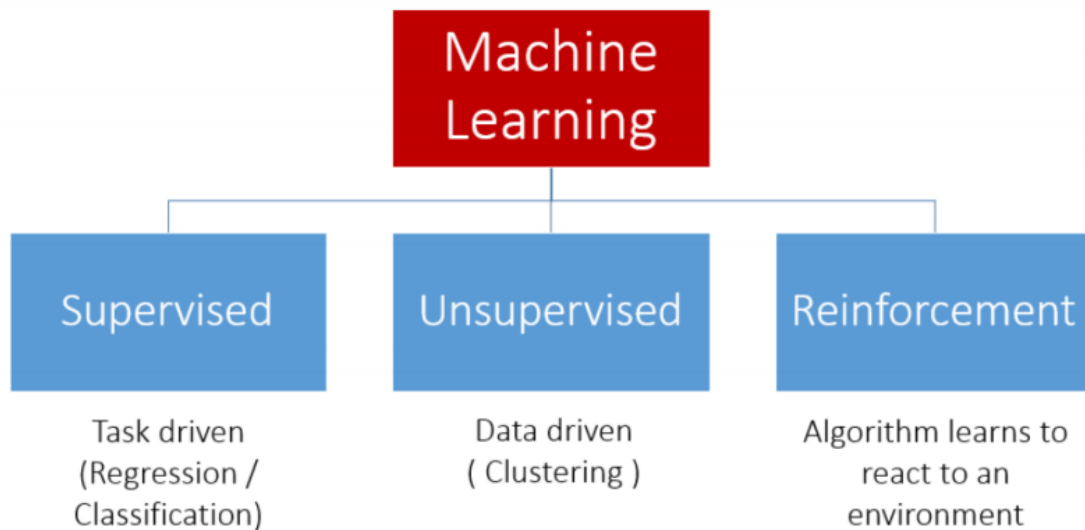 Machine
Learning
Supervised
Unsupervised
Reinforcement
Task driven
(Regression /
Classification)
Data driven
( Clustering )
Algorithm learns to
react to an
environment